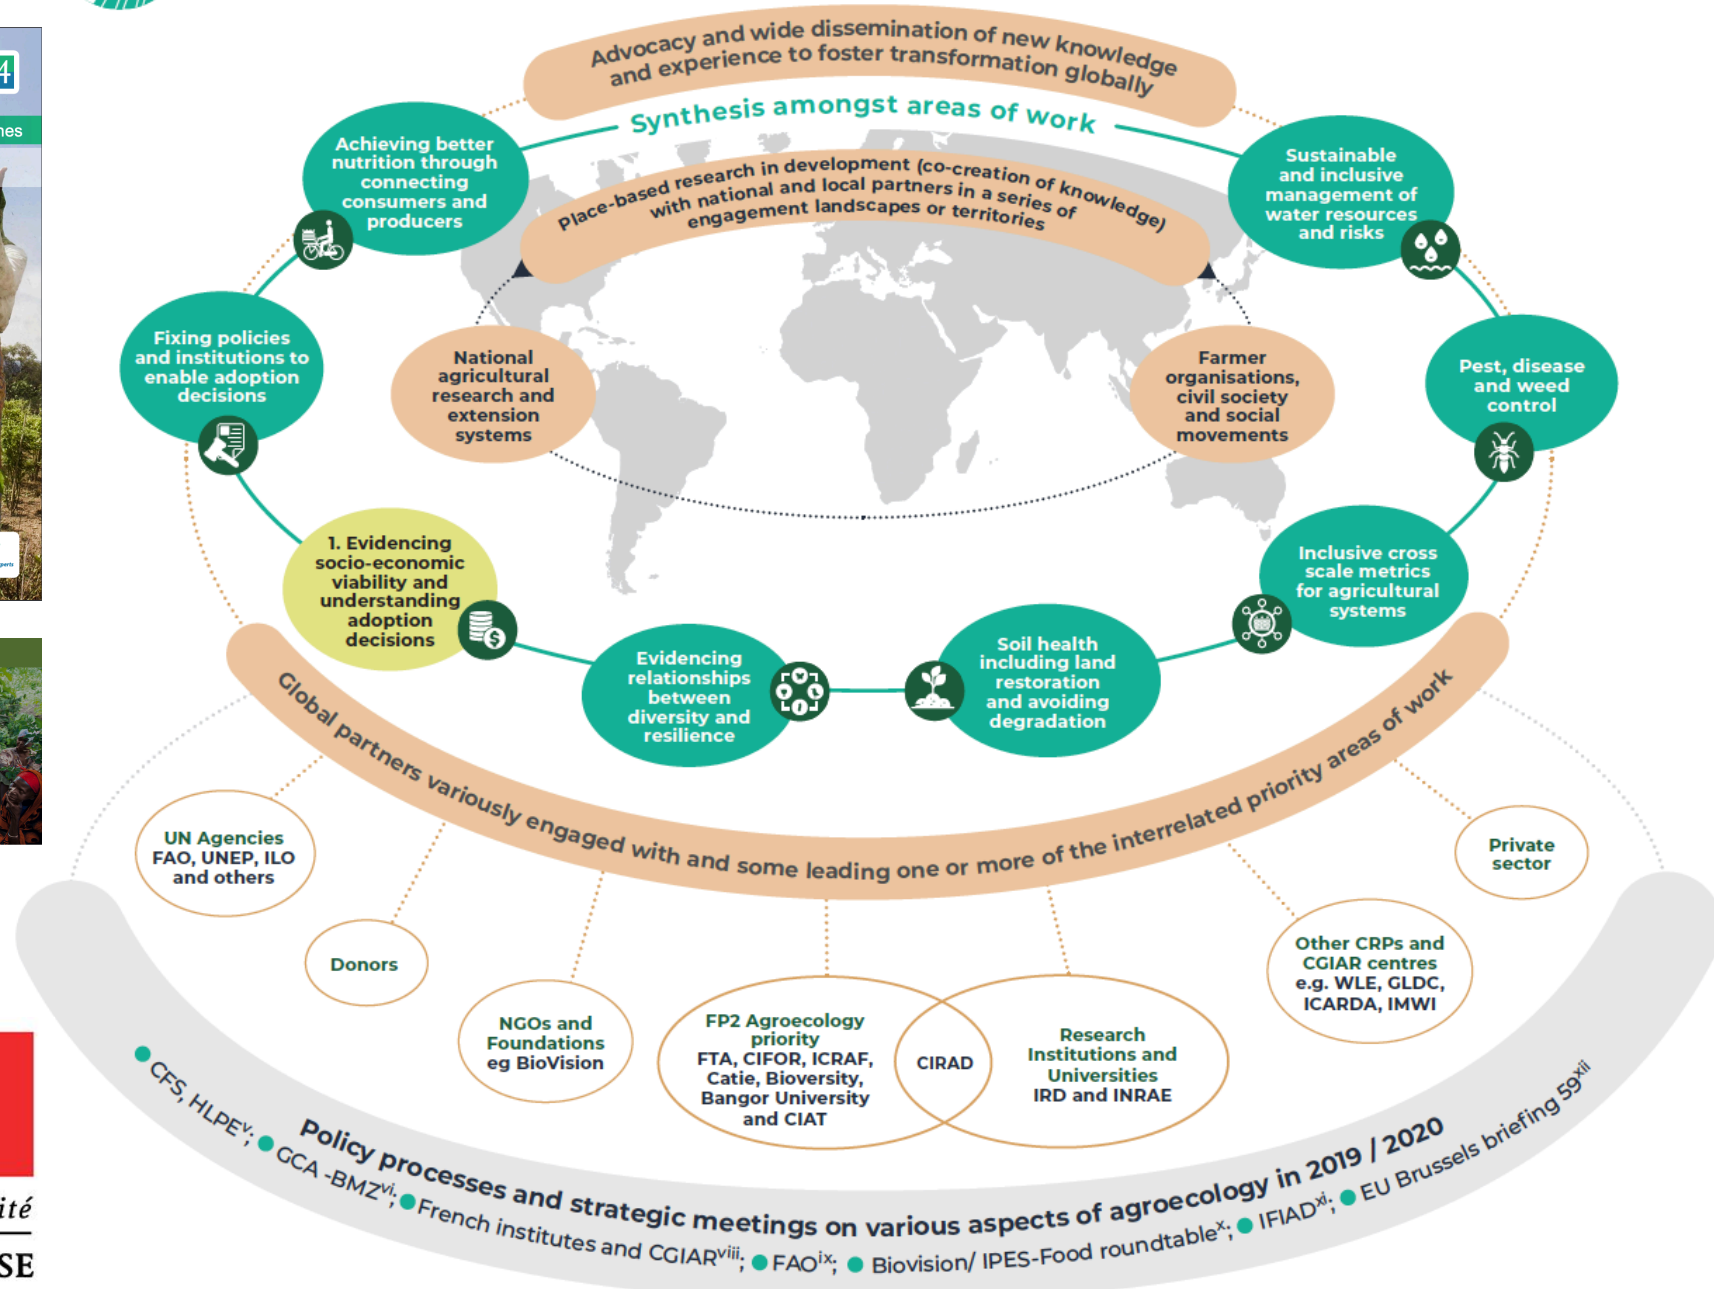 Advocacy and wide dissemination of new knowledge
and experience to foster transformation globally
Synthesis amongst areas of work
Place-based research in development (co-creation of knowledge)
with national and local partners in a series of
engagement landscapes or territories
Achieving better
nutrition through
connecting
consumers and
producers
Sustainable
and inclusive
management of
water resources
and risks
Fixing policies
and institutions to
enable adoption
decisions
National
agricultural
research and
extension
systems
Farmer
organisations,
civil society
and social
movements
Pest, disease
and weed
control
1. Evidencing
socio-economic
viability and
understanding
adoption
decisions
Evidencing
relationships
between
diversity and
resilience
Soil health
including land
restoration
and avoiding
degradation
Inclusive cross
scale metrics
for agricultural
systems
Global partners variously engaged with and some leading one or more of the interrelated priority areas of work
UN Agencies
FAO, UNEP, ILO
and others
Donors
NGOs and
Foundations
eg BioVision
FP2 Agroecology
priority
FTA, CIFOR, ICRAF,
Catie, Bioversity,
Bangor University
and CIAT
CIRAD
Research
Institutions and
Universities
IRD and INRAE
Other CRPs and
CGIAR centres
e.g. WLE, GLDC,
ICARDA, IMWI
Private
sector
Policy processes and strategic meetings on various aspects of agroecology in 2019 / 2020
● CFS, HLPEᵛ; ● GCA -BMZᵛⁱ; ● French institutes and CGIARᵛⁱⁱⁱ; ● FAOⁱˣ; ● Biovision/ IPES-Food roundtableˣ; ● IFIADˣⁱ; ● EU Brussels briefing 59ˣⁱⁱ
4
nes
ité
SE